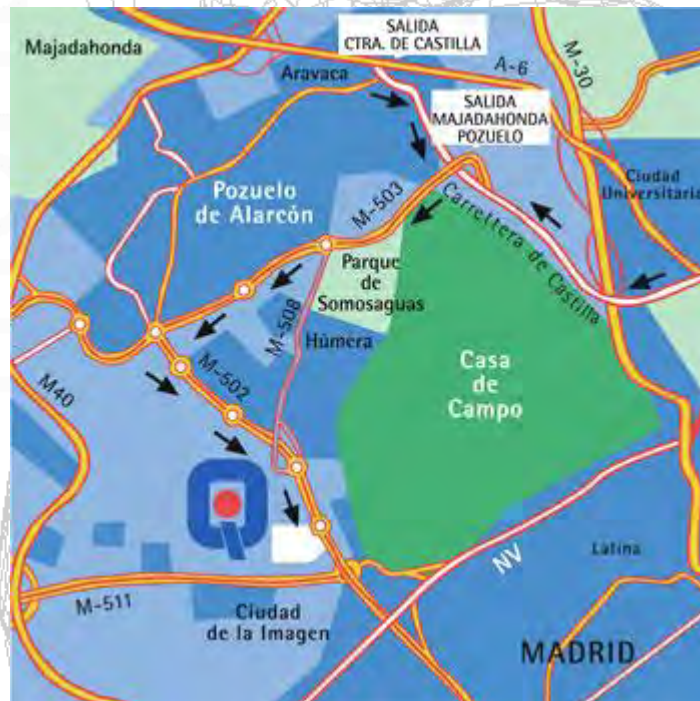 SALIDA
CTRA. DE CASTILLA
Majadahonda
Aravaca
A-6
M-30
SALIDA
MAJADAHONDA
POZUELO
Ciudad
Universitaria
Pozuelo
de Alarcón
M-503
Carrettera de Castilla
Parque
de
Somosaguas
M-508
Húmera
M-502
Casa
de
Campo
M40
NV
Latina
M-511
Ciudad
de la Imagen
MADRID